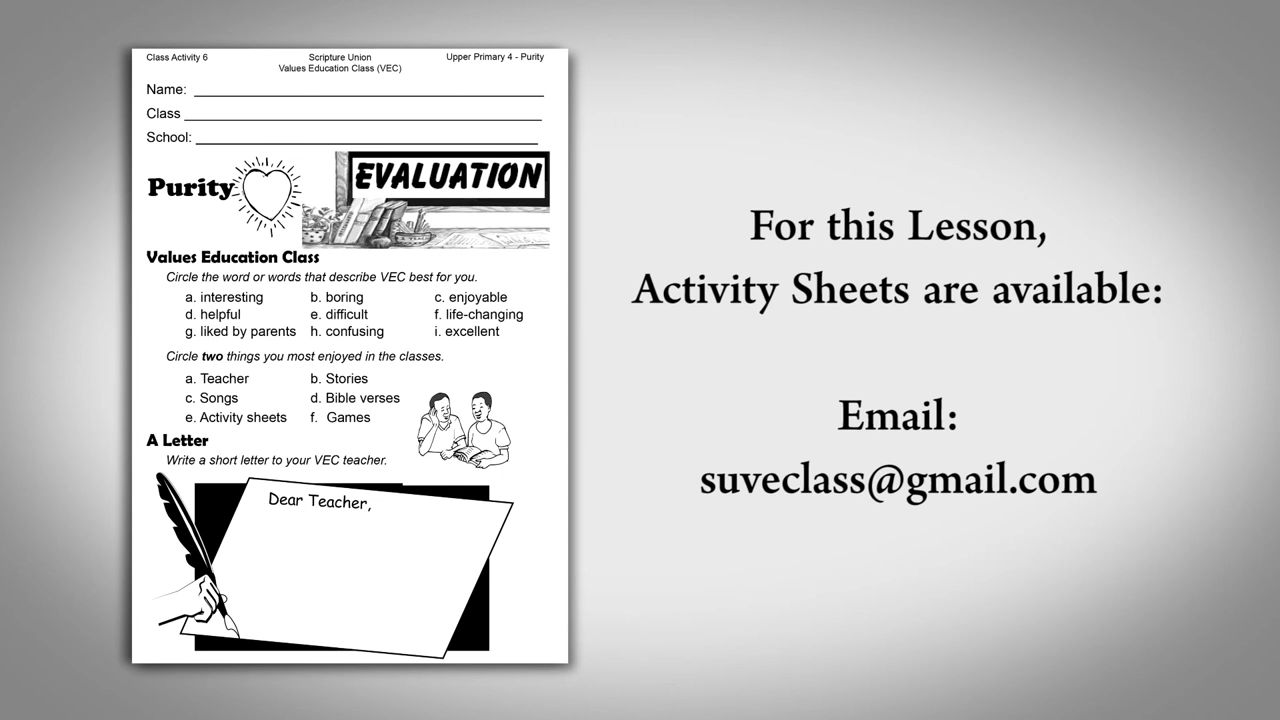 Class Activity 6 Scripture Union Upper Primary 4 - Purity
Values Education Class (VEC)
Name:
Class
School:
Purity
EVALUATION
Values Education Class
Circle the word or words that describe VEC best for you.
a. interesting b. boring c. enjoyable
d. helpful e. difficult f. life-changing
g. liked by parents h. confusing i. excellent
Circle two things you most enjoyed in the classes.
a. Teacher b. Stories
c. Songs d. Bible verses
e. Activity sheets f. Games
A Letter
Write a short letter to your VEC teacher.
Dear Teacher,
For this Lesson,
Activity Sheets are available:
Email:
suveclass@gmail.com